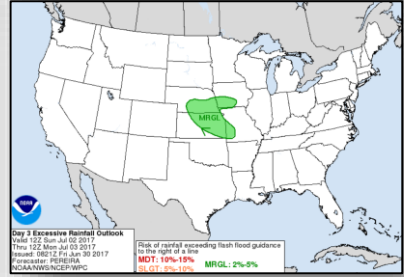 MRGL
NOAA
Day 3 Excessive Rainfall Outlook
Valid 12Z Sun Jul 02 2017
Thru 12Z Mon Jul 03 2017
Issued: 0821Z Fri Jun 30 2017
Forecaster: PEREIRA
NOAA/NWS/NCEP/WPC
Risk of rainfall exceeding flash flood guidance
to the right of a line
MDT: 10%-15%
SLGT: 5%-10%
MRGL: 2%-5%